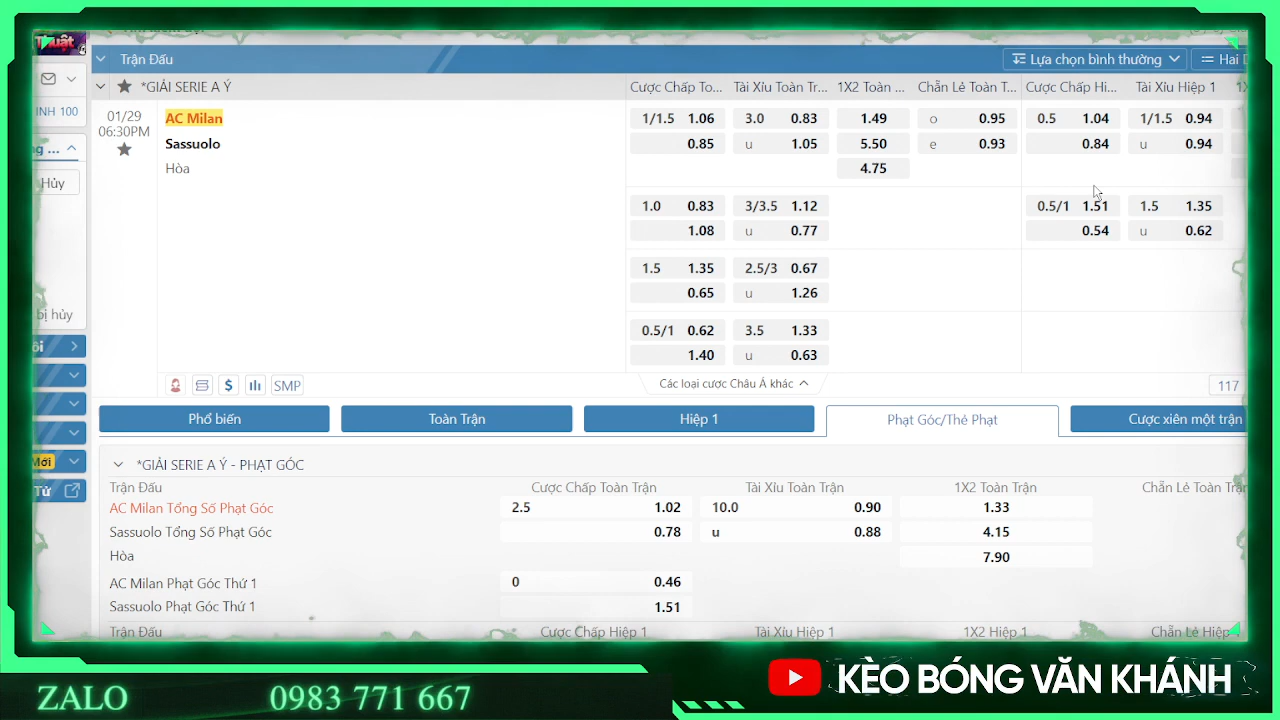 Thuật
Trận Đấu
Lựa chọn bình thường
Hai
INH 100
ng ...
Hủy
bị hủy
Mới
Tử
*GIẢI SERIE A Ý
Cược Chấp To... Tài Xỉu Toàn Tr... 1X2 Toàn ... Chẵn Lẻ Toàn T... Cược Chấp Hi... Tài Xỉu Hiệp 1
01/29
06:30PM
AC Milan
Sassuolo
Hòa
1/1.5 1.06 3.0 0.83 1.49 o 0.95 0.5 1.04 1/1.5 0.94
0.85 u 1.05 5.50 e 0.93 0.84 u 0.94
4.75
1.0 0.83 3/3.5 1.12 0.5/1 1.51 1.5 1.35
1.08 u 0.77 0.54 u 0.62
1.5 1.35 2.5/3 0.67
0.65 u 1.26
0.5/1 0.62 3.5 1.33
1.40 u 0.63
$ SMP Các loại cược Châu Á khác 117
Phổ biến Toàn Trận Hiệp 1 Phạt Góc/Thẻ Phạt Cược xiên một trận
*GIẢI SERIE A Ý - PHẠT GÓC
Trận Đấu Cược Chấp Toàn Trận Tài Xỉu Toàn Trận 1X2 Toàn Trận Chẵn Lẻ Toàn Trận
AC Milan Tổng Số Phạt Góc 2.5 1.02 10.0 0.90 1.33
Sassuolo Tổng Số Phạt Góc 0.78 u 0.88 4.15
Hòa 7.90
AC Milan Phạt Góc Thứ 1 0 0.46
Sassuolo Phạt Góc Thứ 1 1.51
Trận Đấu Cược Chấp Hiệp 1 Tài Xỉu Hiệp 1 1X2 Hiệp 1 Chẵn Lẻ Hiệp
ZALO 0983 771 667
KÈO BÓNG VĂN KHÁNH